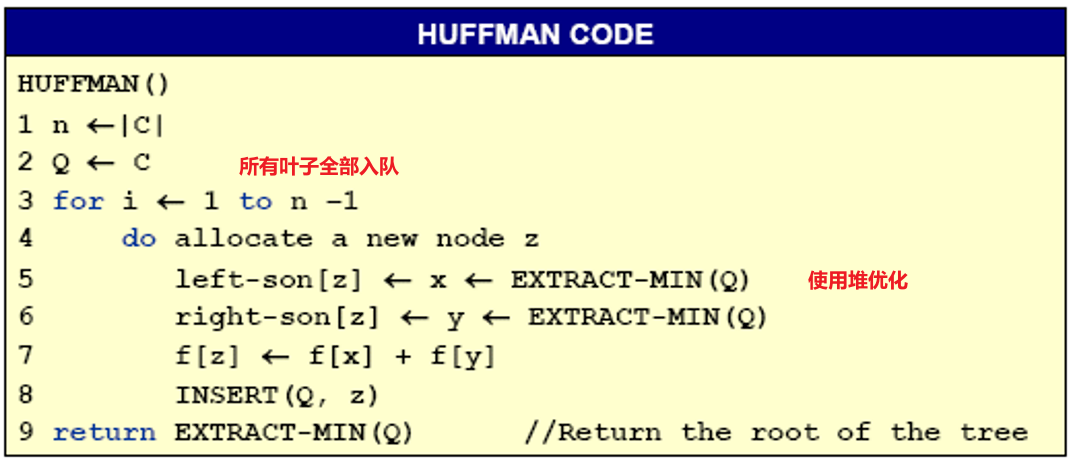 HUFFMAN CODE
HUFFMAN()
1 n ←|C|
2 Q ← C 所有叶子全部入队
3 for i ← 1 to n -1
4 do allocate a new node z
5 left-son[z] ← x ← EXTRACT-MIN(Q) 使用堆优化
6 right-son[z] ← y ← EXTRACT-MIN(Q)
7 f[z] ← f[x] + f[y]
8 INSERT(Q, z)
9 return EXTRACT-MIN(Q) //Return the root of the tree